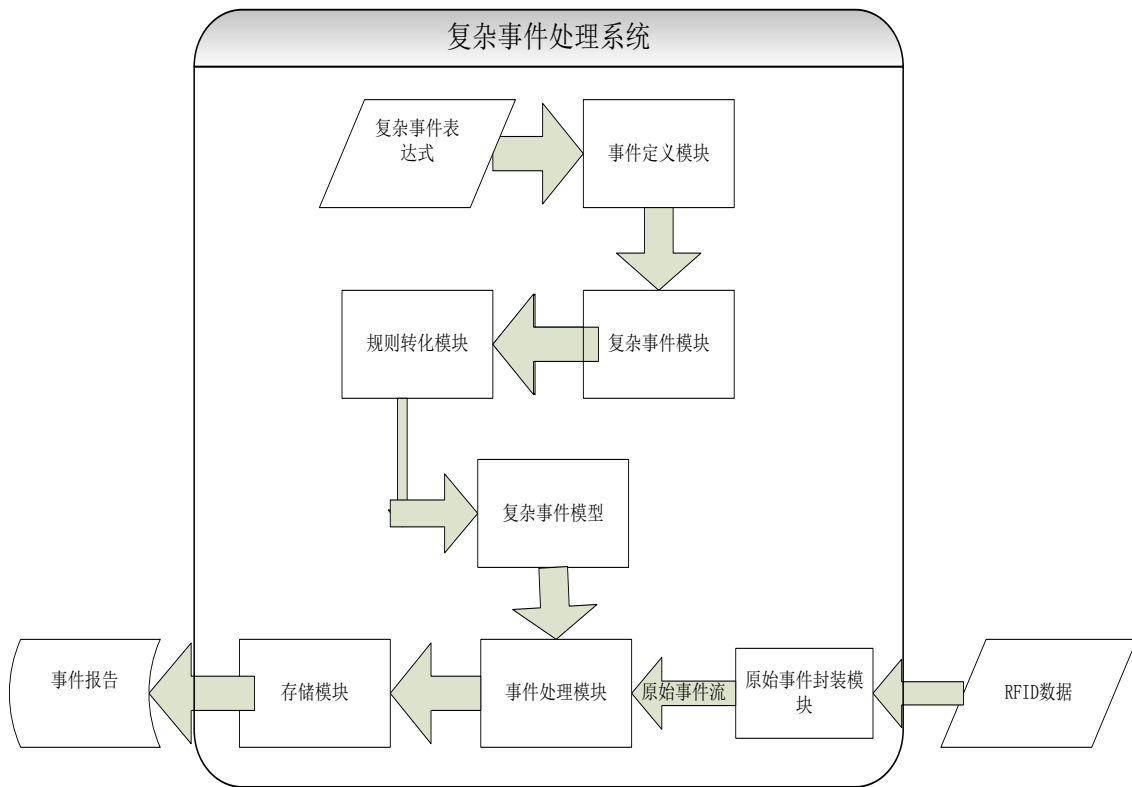 复杂事件处理系统
复杂事件表
达式
事件定义模块
规则转化模块
复杂事件模块
复杂事件模型
事件报告
存储模块
事件处理模块
原始事件流
原始事件封装模
块
RFID数据